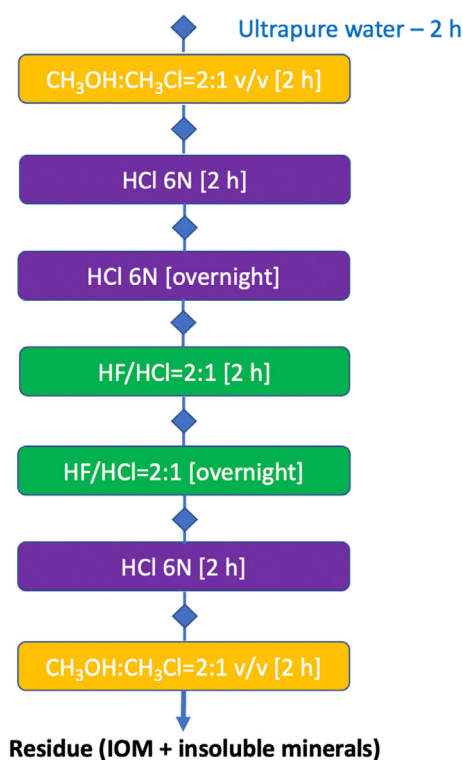 Ultrapure water – 2 h
CH₃OH:CH₃Cl=2:1 v/v [2 h]
HCl 6N [2 h]
HCl 6N [overnight]
HF/HCl=2:1 [2 h]
HF/HCl=2:1 [overnight]
HCl 6N [2 h]
CH₃OH:CH₃Cl=2:1 v/v [2 h]
Residue (IOM + insoluble minerals)